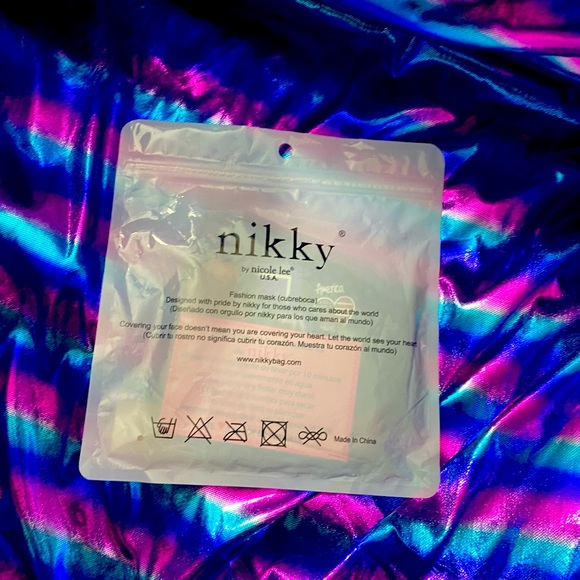 nikky®
by nicole lee®
U.S.A.
Fashion mask (cubreboca)
Designed with pride by nikky for those who cares about the world
(Diseñado con orgullo por nikky para los que aman al mundo)
Covering your face doesn't mean you are covering your heart. Let the world see your heart.
(Cubrir tu rostro no significa cubrir tu corazón. Muestra tu corazón al mundo)
www.nikkybag.com
Made in China